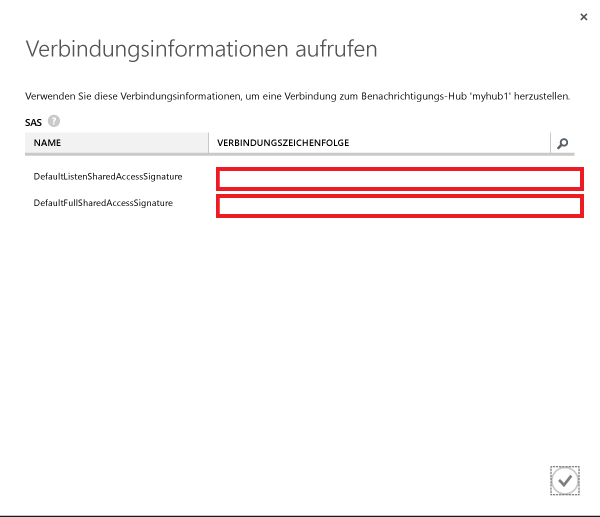 Verbindungsinformationen aufrufen
Verwenden Sie diese Verbindungsinformationen, um eine Verbindung zum Benachrichtigungs-Hub 'myhub1' herzustellen.
SAS ?
NAME VERBINDUNGSZEICHENFOLGE
DefaultListenSharedAccessSignature
DefaultFullSharedAccessSignature